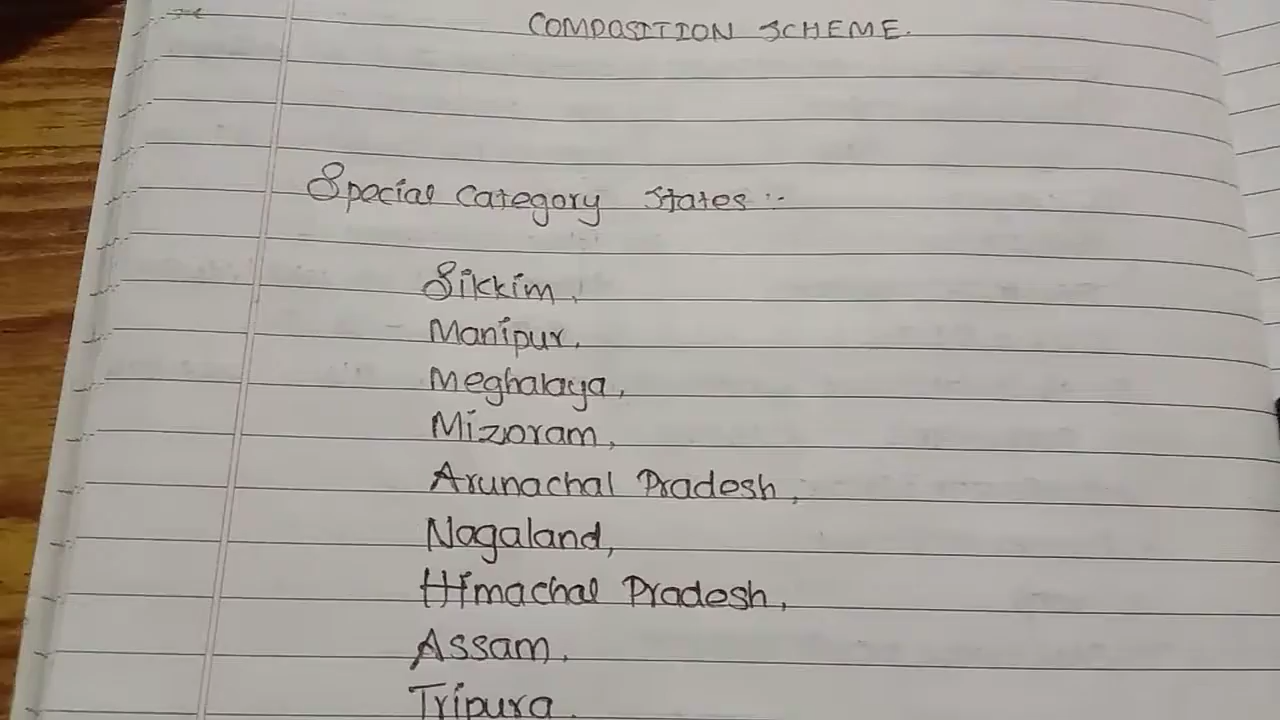 COMPOSITION SCHEME.
Special Category States :-
Sikkim,
Manipur,
Meghalaya,
Mizoram,
Arunachal Pradesh,
Nagaland,
Himachal Pradesh,
Assam,
Tripura.